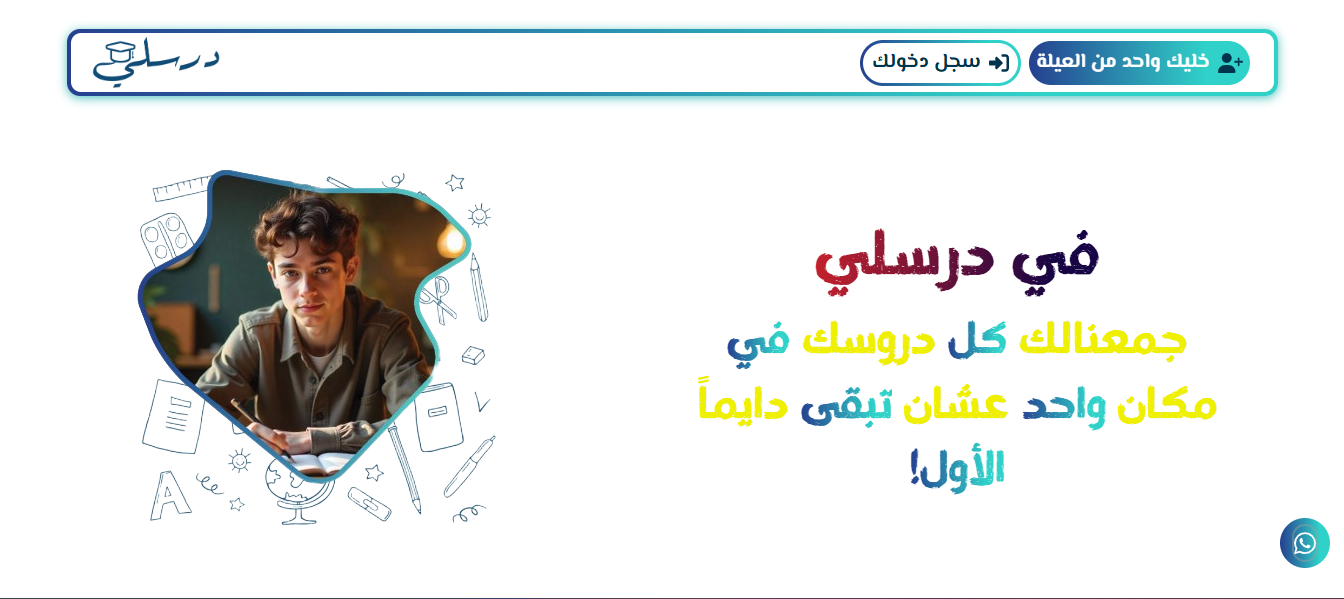 خليك واحد من العيلة
سجل دخولك
درسلي
في درسلي
جمعنالك كل دروسك في
مكان واحد عشان تبقى دايماً
الأول!
A